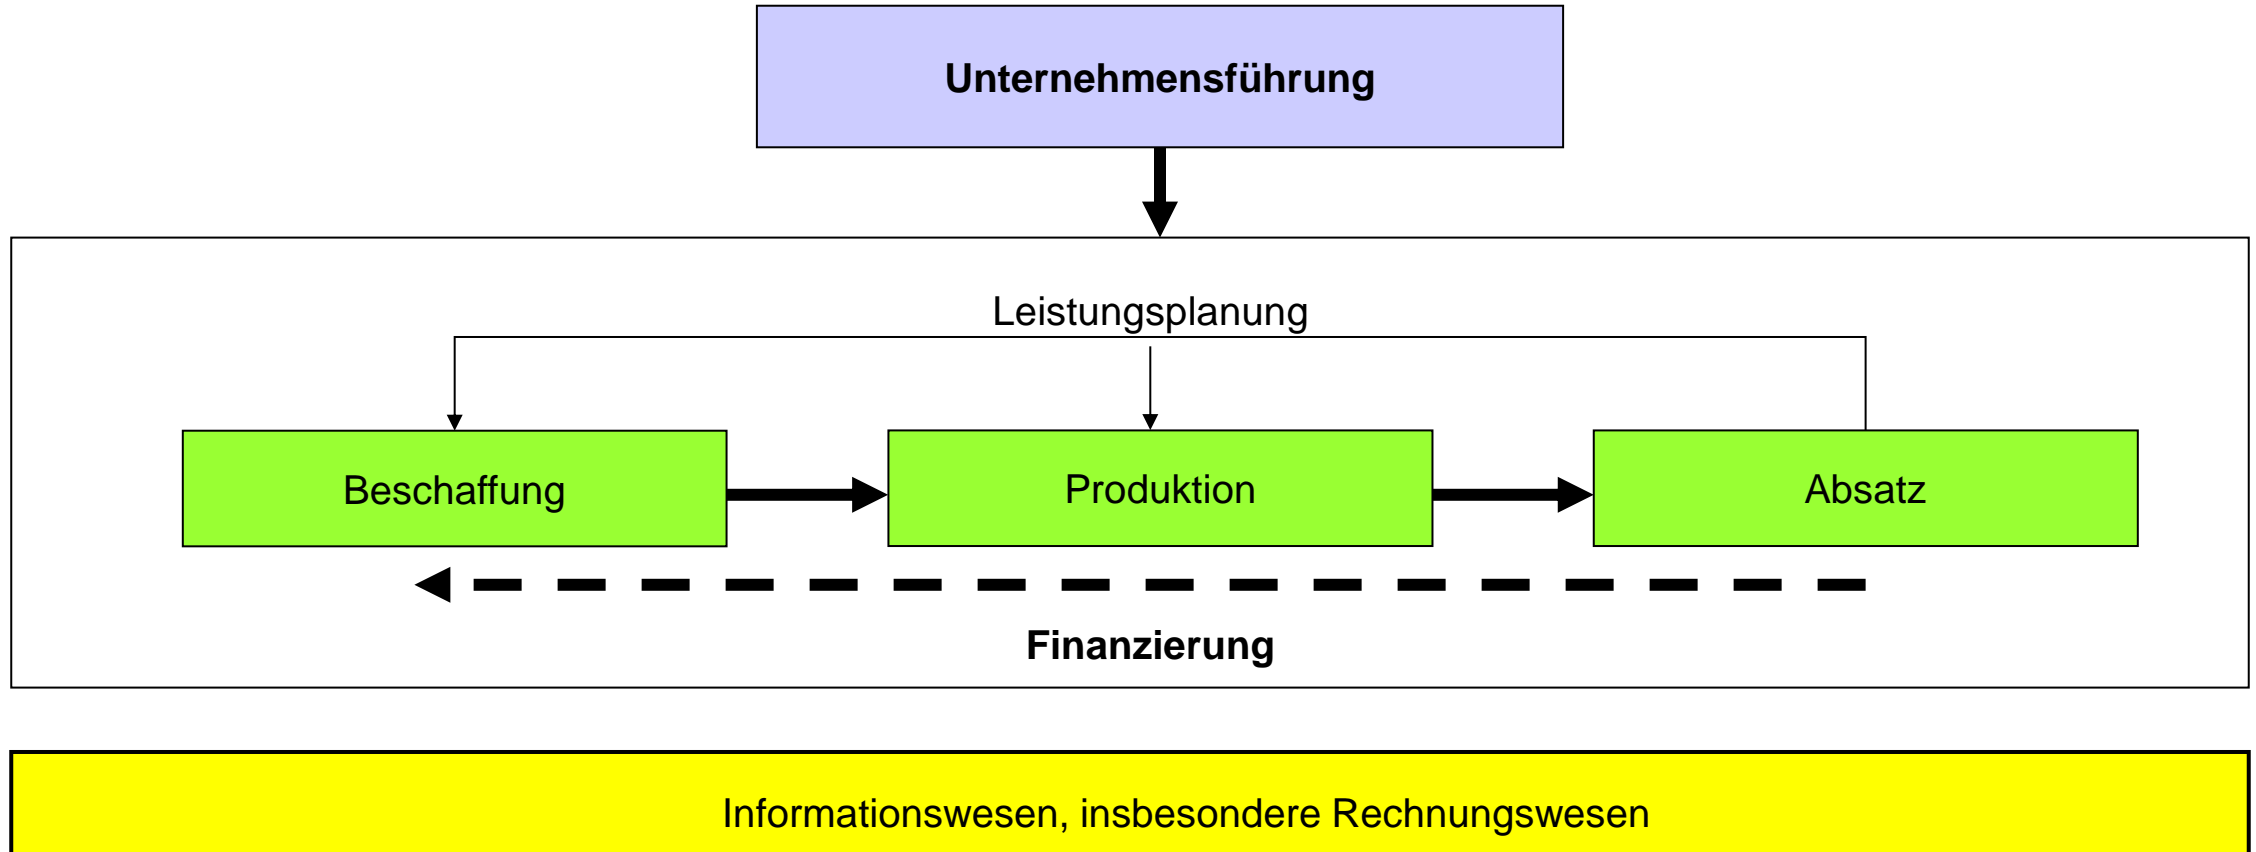 Unternehmensführung
Leistungsplanung
Beschaffung
Produktion
Absatz
Finanzierung
Informationswesen, insbesondere Rechnungswesen